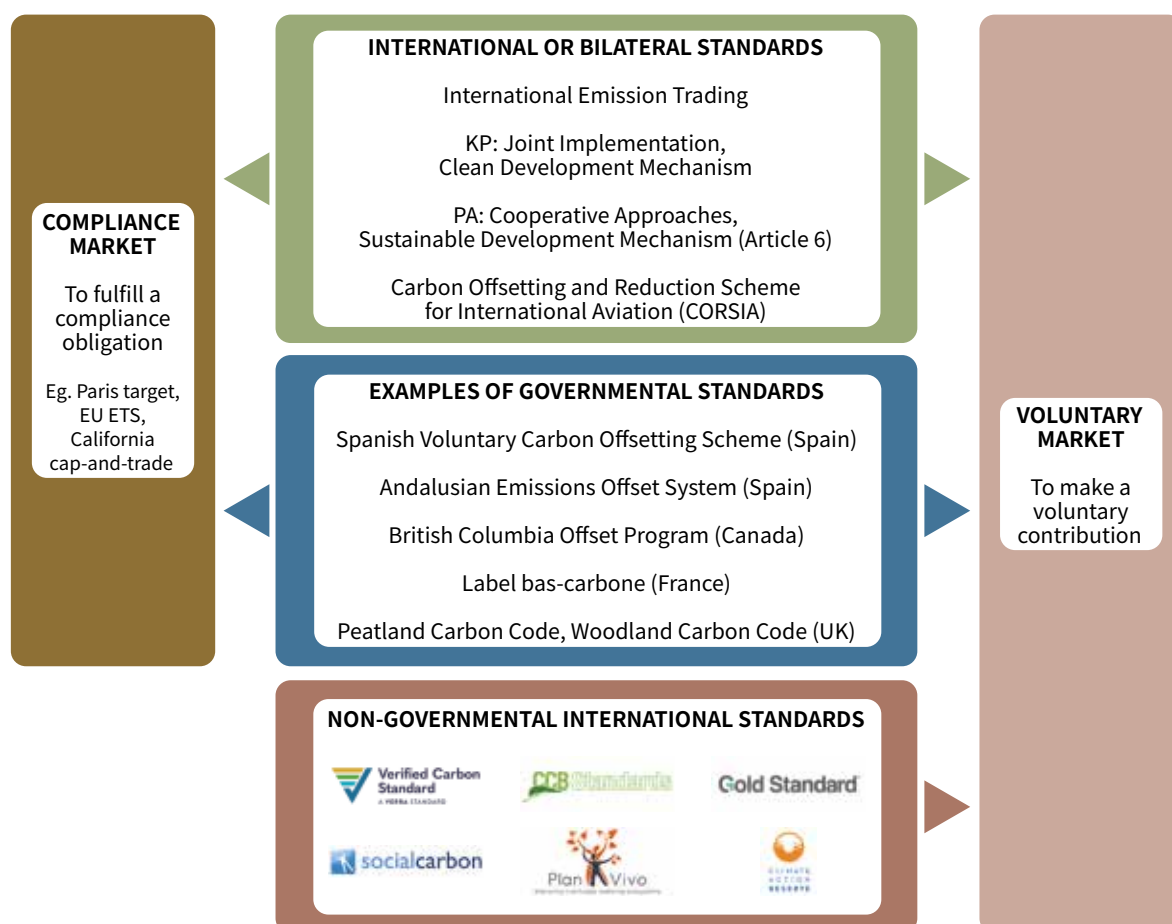 COMPLIANCE
MARKET
To fulfill a
compliance
obligation
Eg. Paris target,
EU ETS,
California
cap-and-trade
INTERNATIONAL OR BILATERAL STANDARDS
International Emission Trading
KP: Joint Implementation,
Clean Development Mechanism
PA: Cooperative Approaches,
Sustainable Development Mechanism (Article 6)
Carbon Offsetting and Reduction Scheme
for International Aviation (CORSIA)
EXAMPLES OF GOVERNMENTAL STANDARDS
Spanish Voluntary Carbon Offsetting Scheme (Spain)
Andalusian Emissions Offset System (Spain)
British Columbia Offset Program (Canada)
Label bas-carbone (France)
Peatland Carbon Code, Woodland Carbon Code (UK)
NON-GOVERNMENTAL INTERNATIONAL STANDARDS
Verified Carbon
Standard
A VERRA STANDARD
CCB Standards
Gold Standard
socialcarbon
Plan Vivo
CLIMATE
ACTION
RESERVE
VOLUNTARY
MARKET
To make a
voluntary
contribution